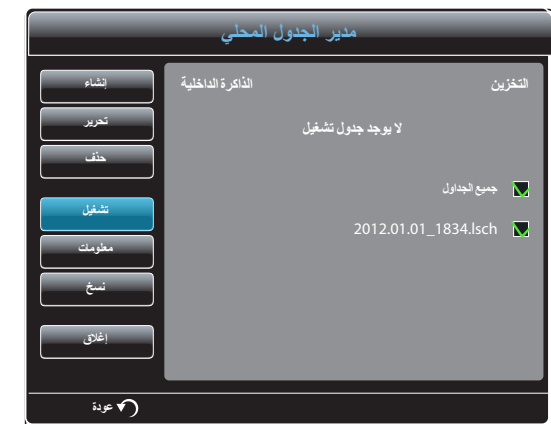 مدير الجدول المحلي
التخزين
الذاكرة الداخلية
لا يوجد جدول تشغيل
جميع الجداول
2012.01.01_1834.lsch
إنشاء
تحرير
حذف
تشغيل
معلومات
نسخ
إغلاق
عودة